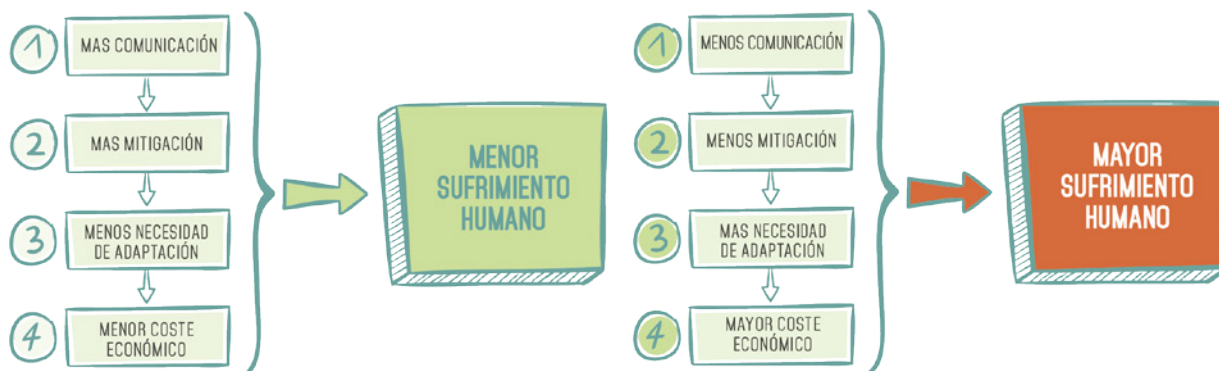 1
MAS COMUNICACIÓN
2
MAS MITIGACIÓN
3
MENOS NECESIDAD
DE ADAPTACIÓN
4
MENOR COSTE
ECONÓMICO
MENOR
SUFRIMIENTO
HUMANO
1
MENOS COMUNICACIÓN
2
MENOS MITIGACIÓN
3
MAS NECESIDAD
DE ADAPTACIÓN
4
MAYOR COSTE
ECONÓMICO
MAYOR
SUFRIMIENTO
HUMANO